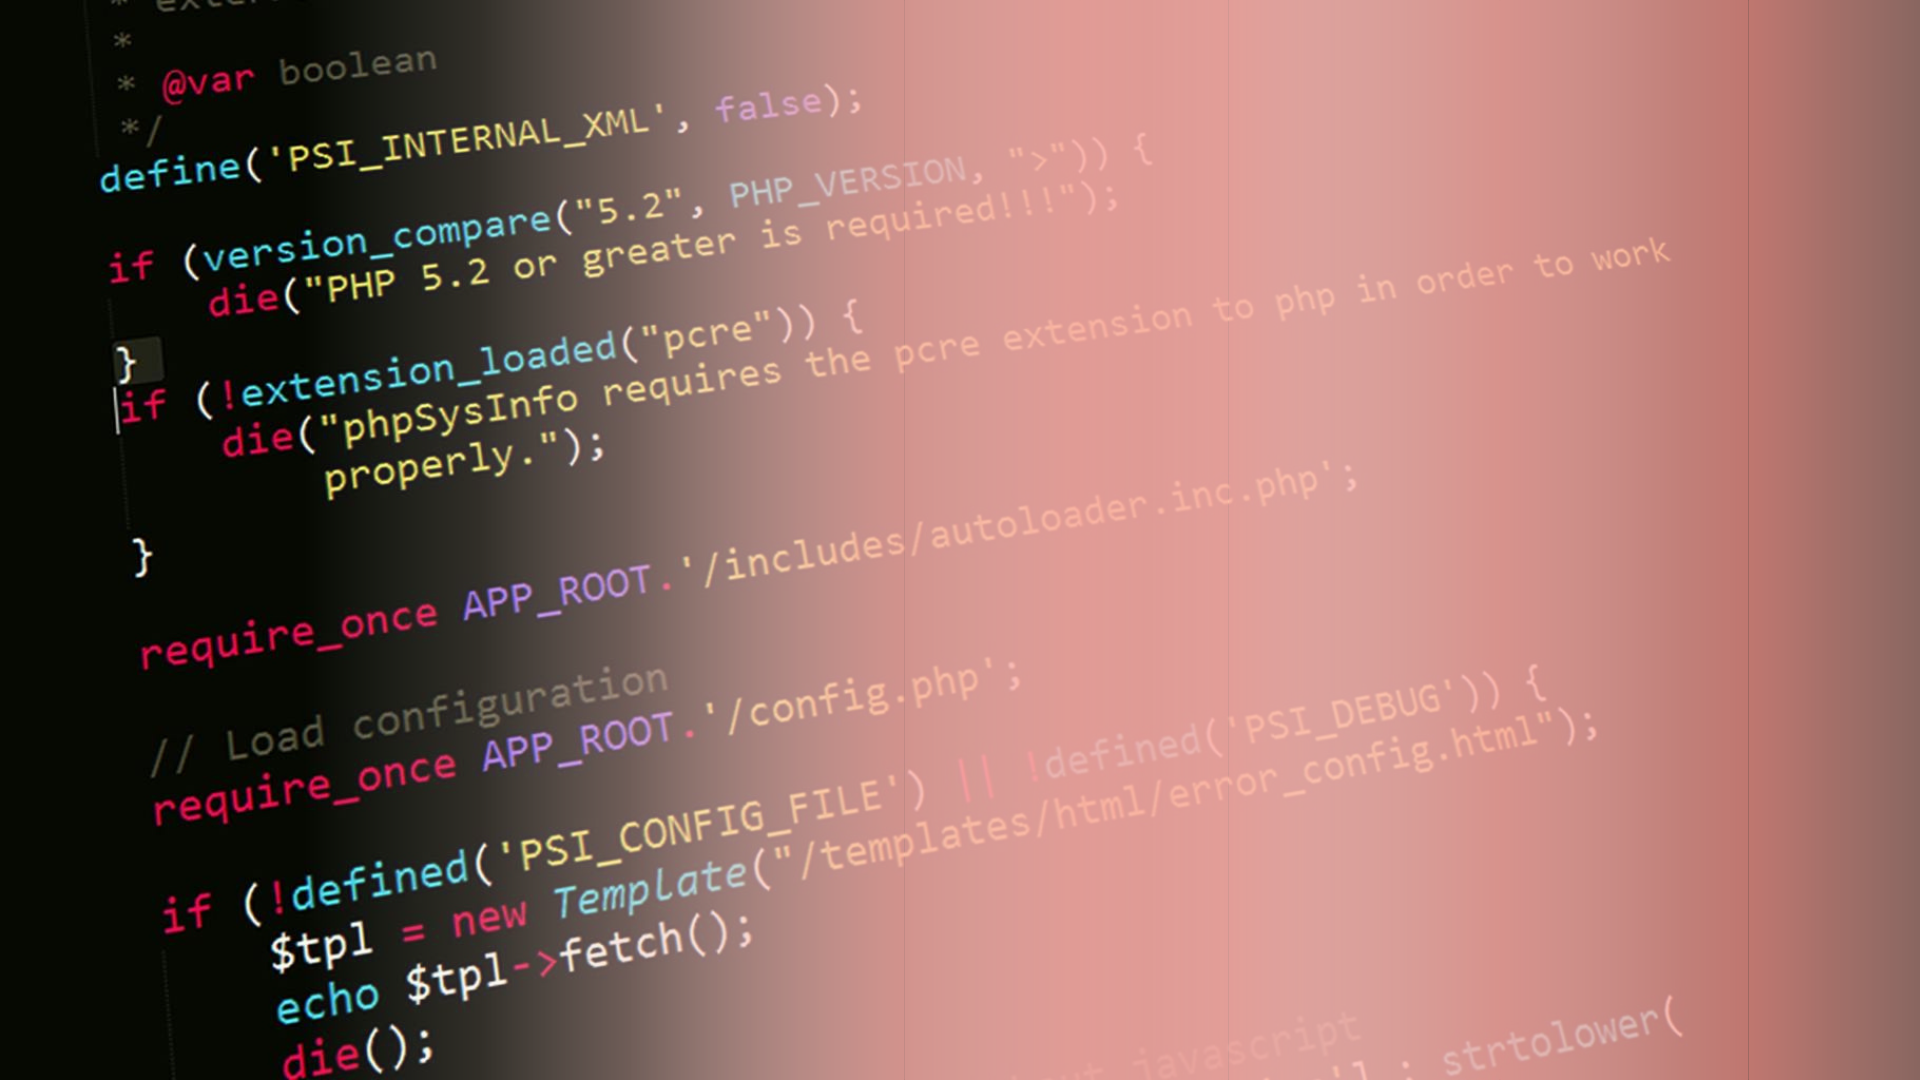 *
* @var boolean
*/
define('PSI_INTERNAL_XML', false);
if (version_compare("5.2", PHP_VERSION, ">")) {
die("PHP 5.2 or greater is required!!!");
}
if (!extension_loaded("pcre")) {
die("phpSysInfo requires the pcre extension to php in order to work
properly.");
}
require_once APP_ROOT.'/includes/autoloader.inc.php';
// Load configuration
require_once APP_ROOT.'/config.php';
if (!defined('PSI_CONFIG_FILE') || !defined('PSI_DEBUG')) {
$tpl = new Template("/templates/html/error_config.html");
echo $tpl->fetch();
die();
javascript
strtolower(